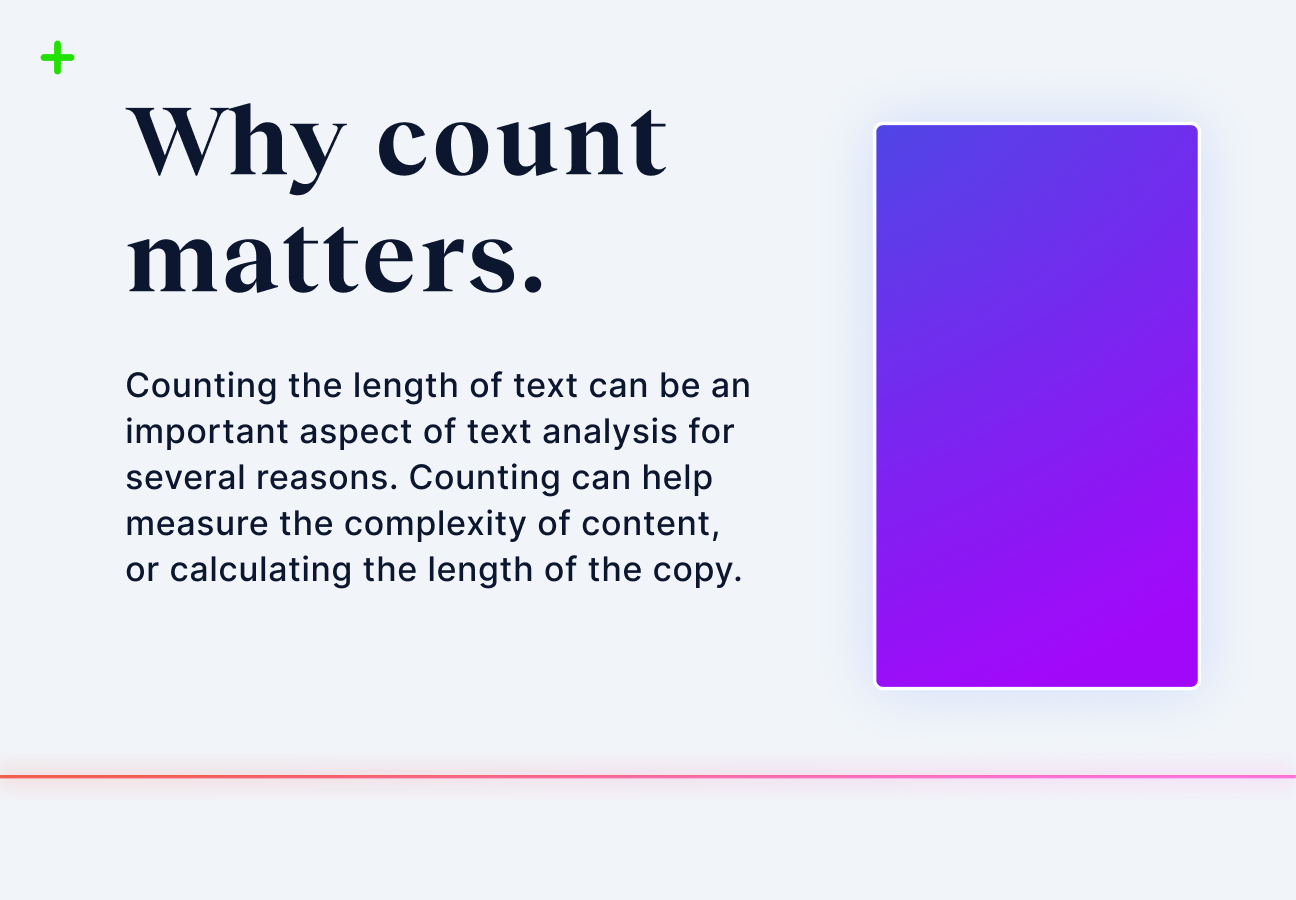 Why count
matters.
Counting the length of text can be an
important aspect of text analysis for
several reasons. Counting can help
measure the complexity of content,
or calculating the length of the copy.